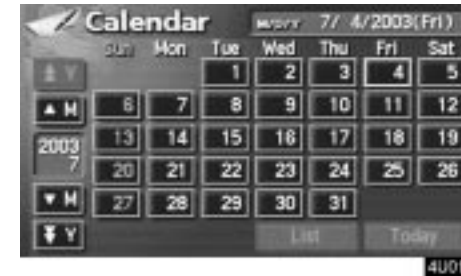 Calendar M/D/Y 7/ 4/2003(Fri)
Sun Mon Tue Wed Thu Fri Sat
Y 1 2 3 4 5
▲ M 6 7 8 9 10 11 12
2003 13 14 15 16 17 18 19
7 20 21 22 23 24 25 26
▼ M 27 28 29 30 31
Y List Today
4U01